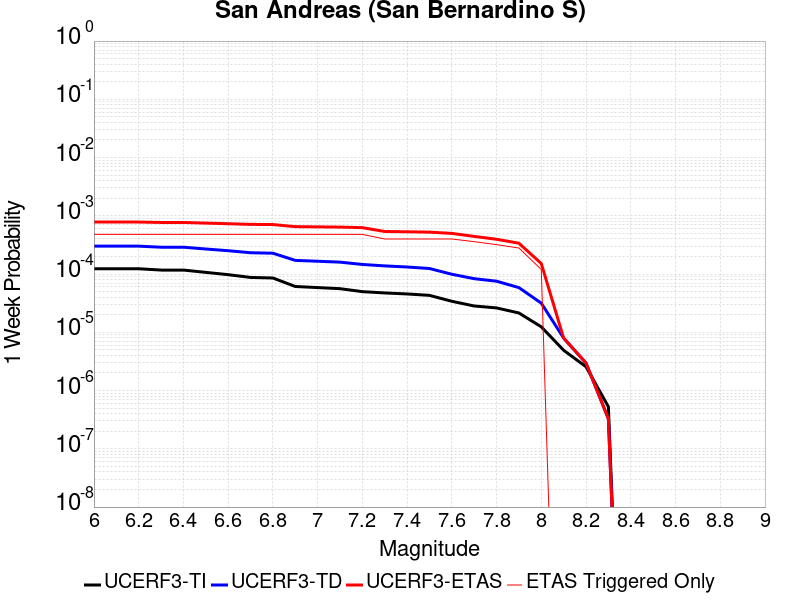 San Andreas (San Bernardino S)
10^0
10^-1
10^-2
10^-3
10^-4
10^-5
10^-6
10^-7
10^-8
1 Week Probability
6 6.2 6.4 6.6 6.8 7 7.2 7.4 7.6 7.8 8 8.2 8.4 8.6 8.8 9
Magnitude
UCERF3-TI UCERF3-TD UCERF3-ETAS ETAS Triggered Only